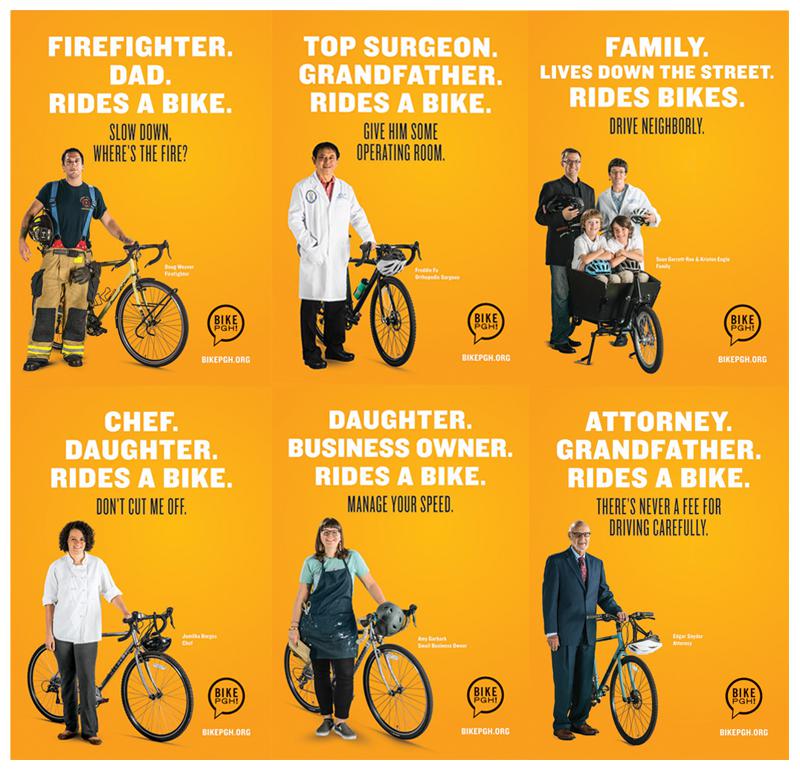 FIREFIGHTER.
DAD.
RIDES A BIKE.
SLOW DOWN,
WHERE'S THE FIRE?
Doug Weaver
Firefighter
BIKE
PGH!
BIKEPGH.ORG
TOP SURGEON.
GRANDFATHER.
RIDES A BIKE.
GIVE HIM SOME
OPERATING ROOM.
Freddie Fu
Orthopedic Surgeon
BIKE
PGH!
BIKEPGH.ORG
FAMILY.
LIVES DOWN THE STREET.
RIDES BIKES.
DRIVE NEIGHBORLY.
Sean Garrett-Roe & Kristen Engle
Family
BIKE
PGH!
BIKEPGH.ORG
CHEF.
DAUGHTER.
RIDES A BIKE.
DON'T CUT ME OFF.
Jamilka Borges
Chef
BIKE
PGH!
BIKEPGH.ORG
DAUGHTER.
BUSINESS OWNER.
RIDES A BIKE.
MANAGE YOUR SPEED.
Amy Garbark
Small Business Owner
BIKE
PGH!
BIKEPGH.ORG
ATTORNEY.
GRANDFATHER.
RIDES A BIKE.
THERE'S NEVER A FEE FOR
DRIVING CAREFULLY.
Edgar Snyder
Attorney
BIKE
PGH!
BIKEPGH.ORG